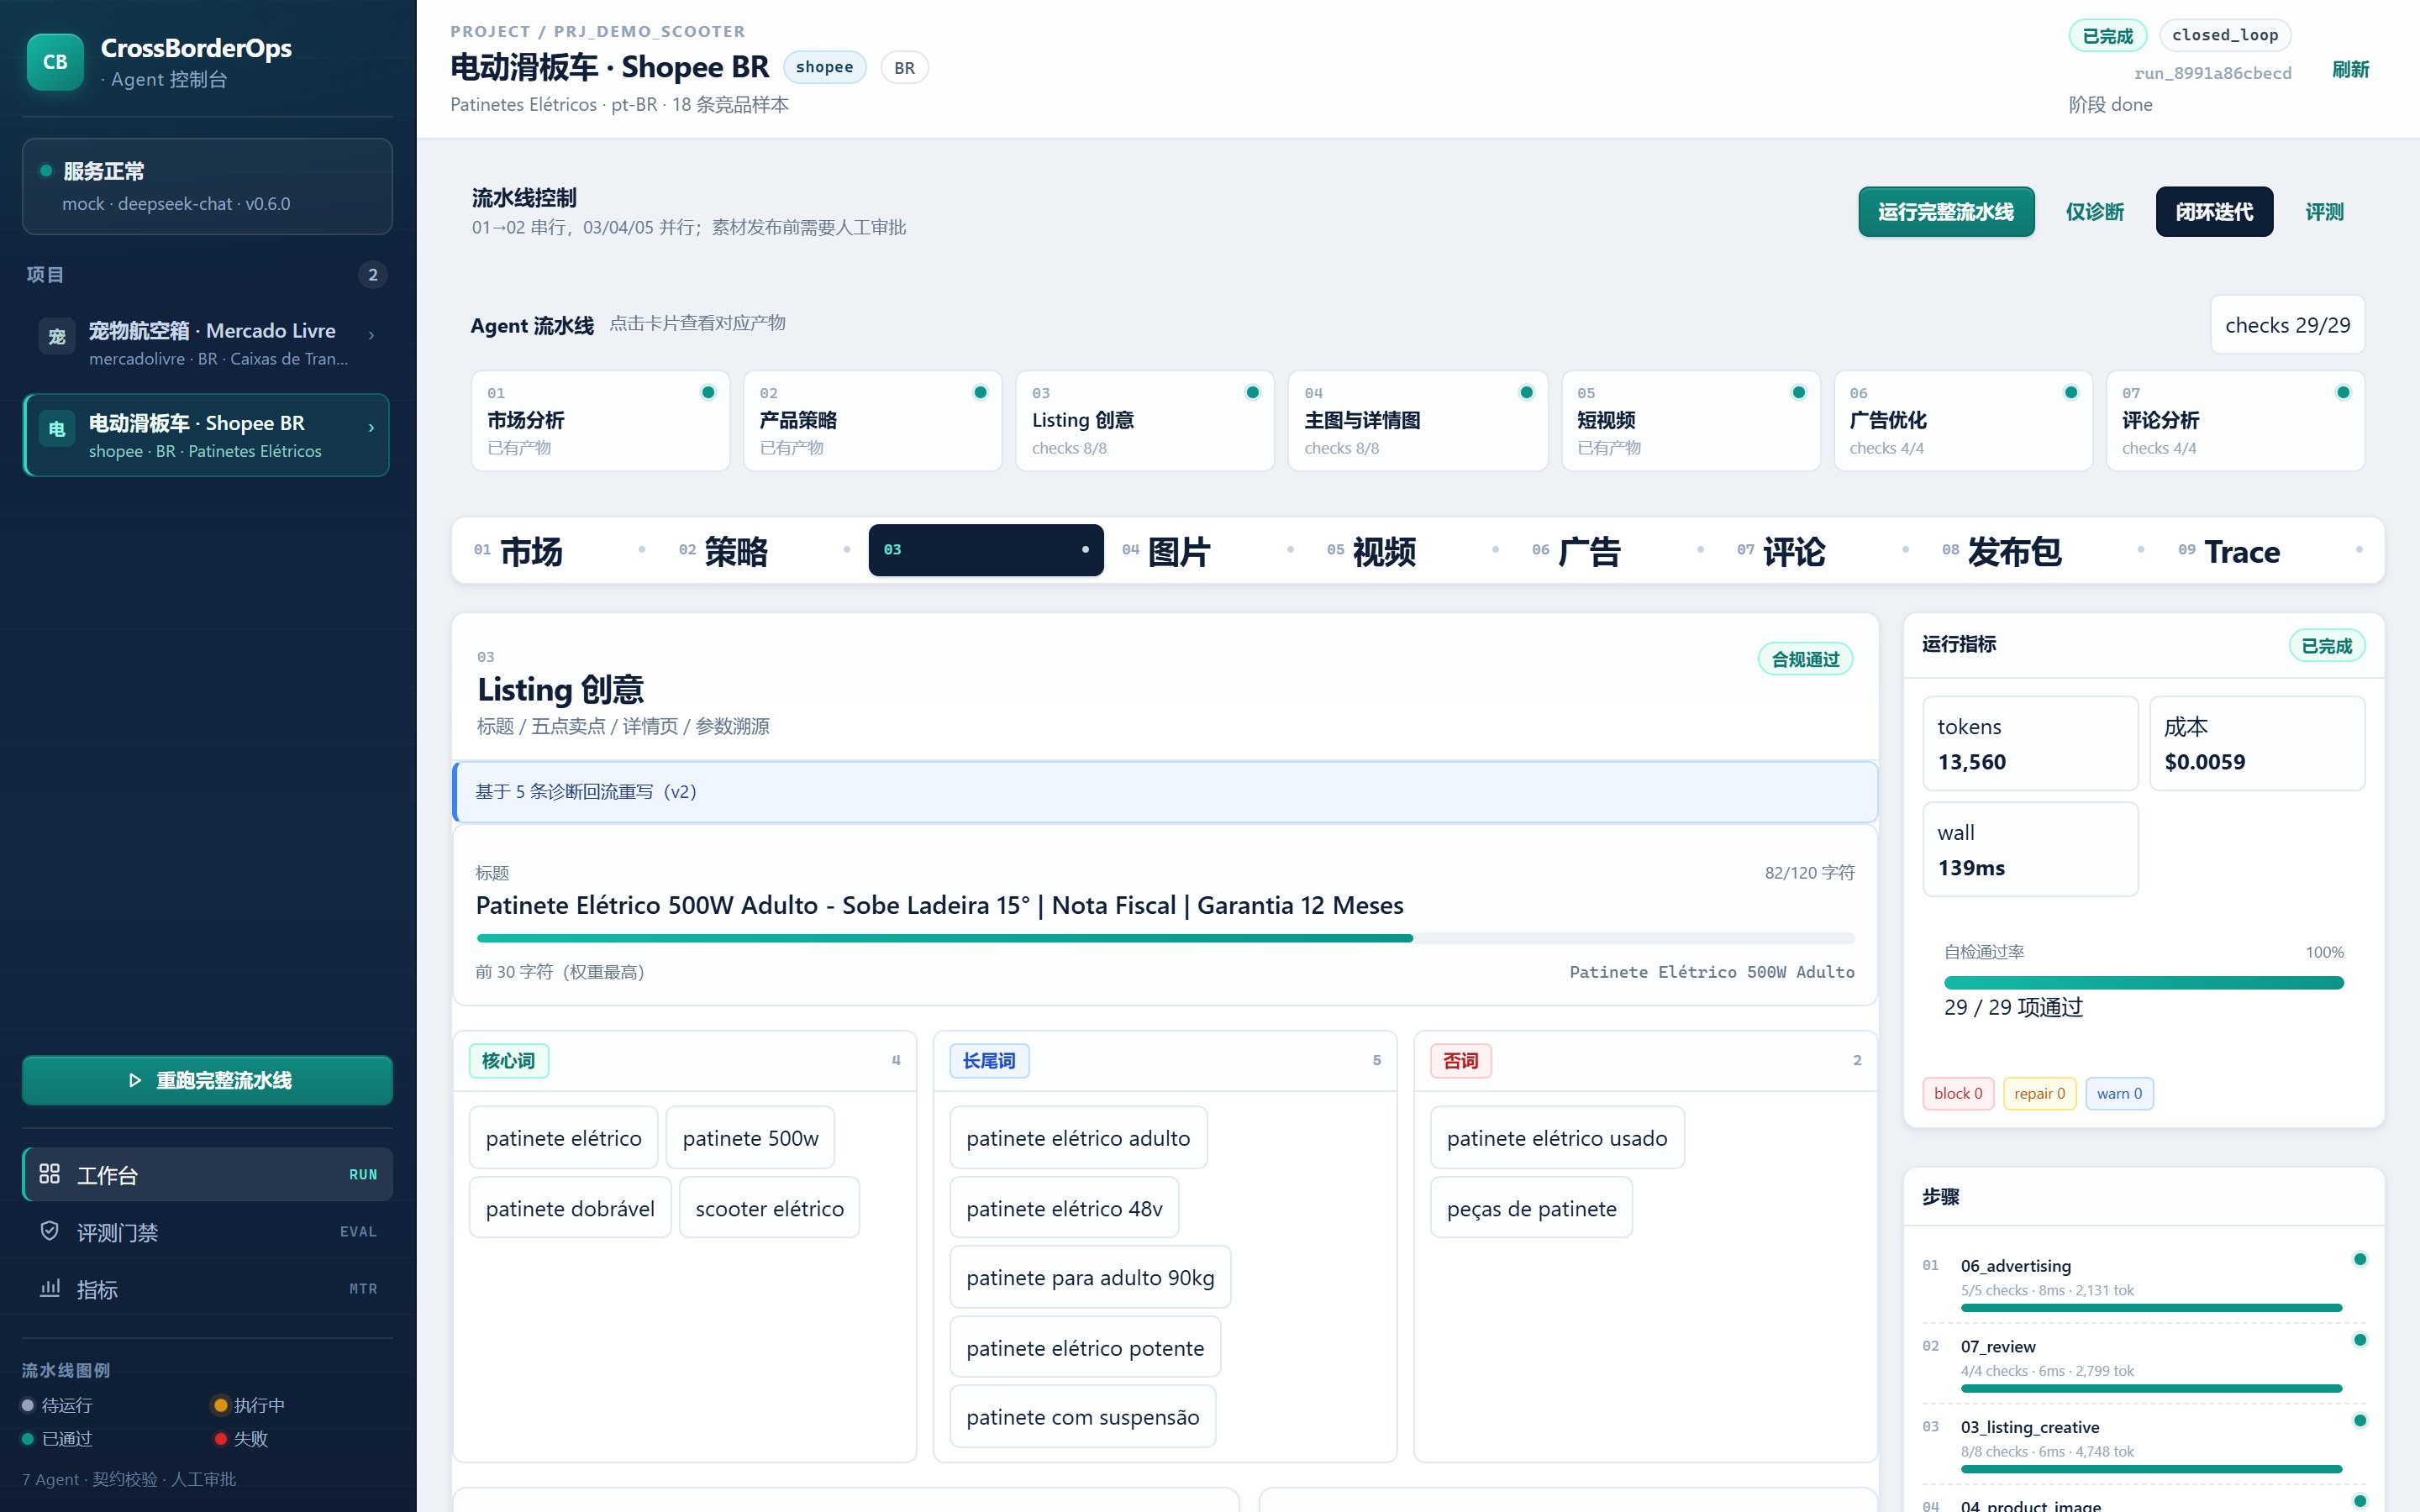 CB
CrossBorderOps
· Agent 控制台
服务正常
mock · deepseek-chat · v0.6.0
项目
2
宠
宠物航空箱 · Mercado Livre
›
mercadolivre · BR · Caixas de Tran...
电
电动滑板车 · Shopee BR
›
shopee · BR · Patinetes Elétricos
重跑完整流水线
工作台
RUN
评测门禁
EVAL
指标
MTR
流水线图例
待运行
执行中
已通过
失败
7 Agent · 契约校验 · 人工审批
PROJECT / PRJ_DEMO_SCOOTER
电动滑板车 · Shopee BR
shopee
BR
Patinetes Elétricos · pt-BR · 18 条竞品样本
已完成
closed_loop
run_8991a86cbecd
阶段 done
刷新
流水线控制
01→02 串行，03/04/05 并行；素材发布前需要人工审批
运行完整流水线
仅诊断
闭环迭代
评测
Agent 流水线
点击卡片查看对应产物
checks 29/29
01
市场分析
已有产物
02
产品策略
已有产物
03
Listing 创意
checks 8/8
04
主图与详情图
checks 8/8
05
短视频
已有产物
06
广告优化
checks 4/4
07
评论分析
checks 4/4
01 市场
02 策略
03
04 图片
05 视频
06 广告
07 评论
08 发布包
09 Trace
03
Listing 创意
标题 / 五点卖点 / 详情页 / 参数溯源
合规通过
基于 5 条诊断回流重写（v2）
标题
82/120 字符
Patinete Elétrico 500W Adulto - Sobe Ladeira 15° | Nota Fiscal | Garantia 12 Meses
前 30 字符（权重最高）
Patinete Elétrico 500W Adulto
核心词
4
patinete elétrico
patinete 500w
patinete dobrável
scooter elétrico
长尾词
5
patinete elétrico adulto
patinete elétrico 48v
patinete para adulto 90kg
patinete elétrico potente
patinete com suspensão
否词
2
patinete elétrico usado
peças de patinete
运行指标
已完成
tokens
13,560
成本
$0.0059
wall
139ms
自检通过率
100%
29 / 29 项通过
block 0
repair 0
warn 0
步骤
01
06_advertising
5/5 checks · 8ms · 2,131 tok
02
07_review
4/4 checks · 6ms · 2,799 tok
03
03_listing_creative
8/8 checks · 6ms · 4,748 tok
04
04_product_image